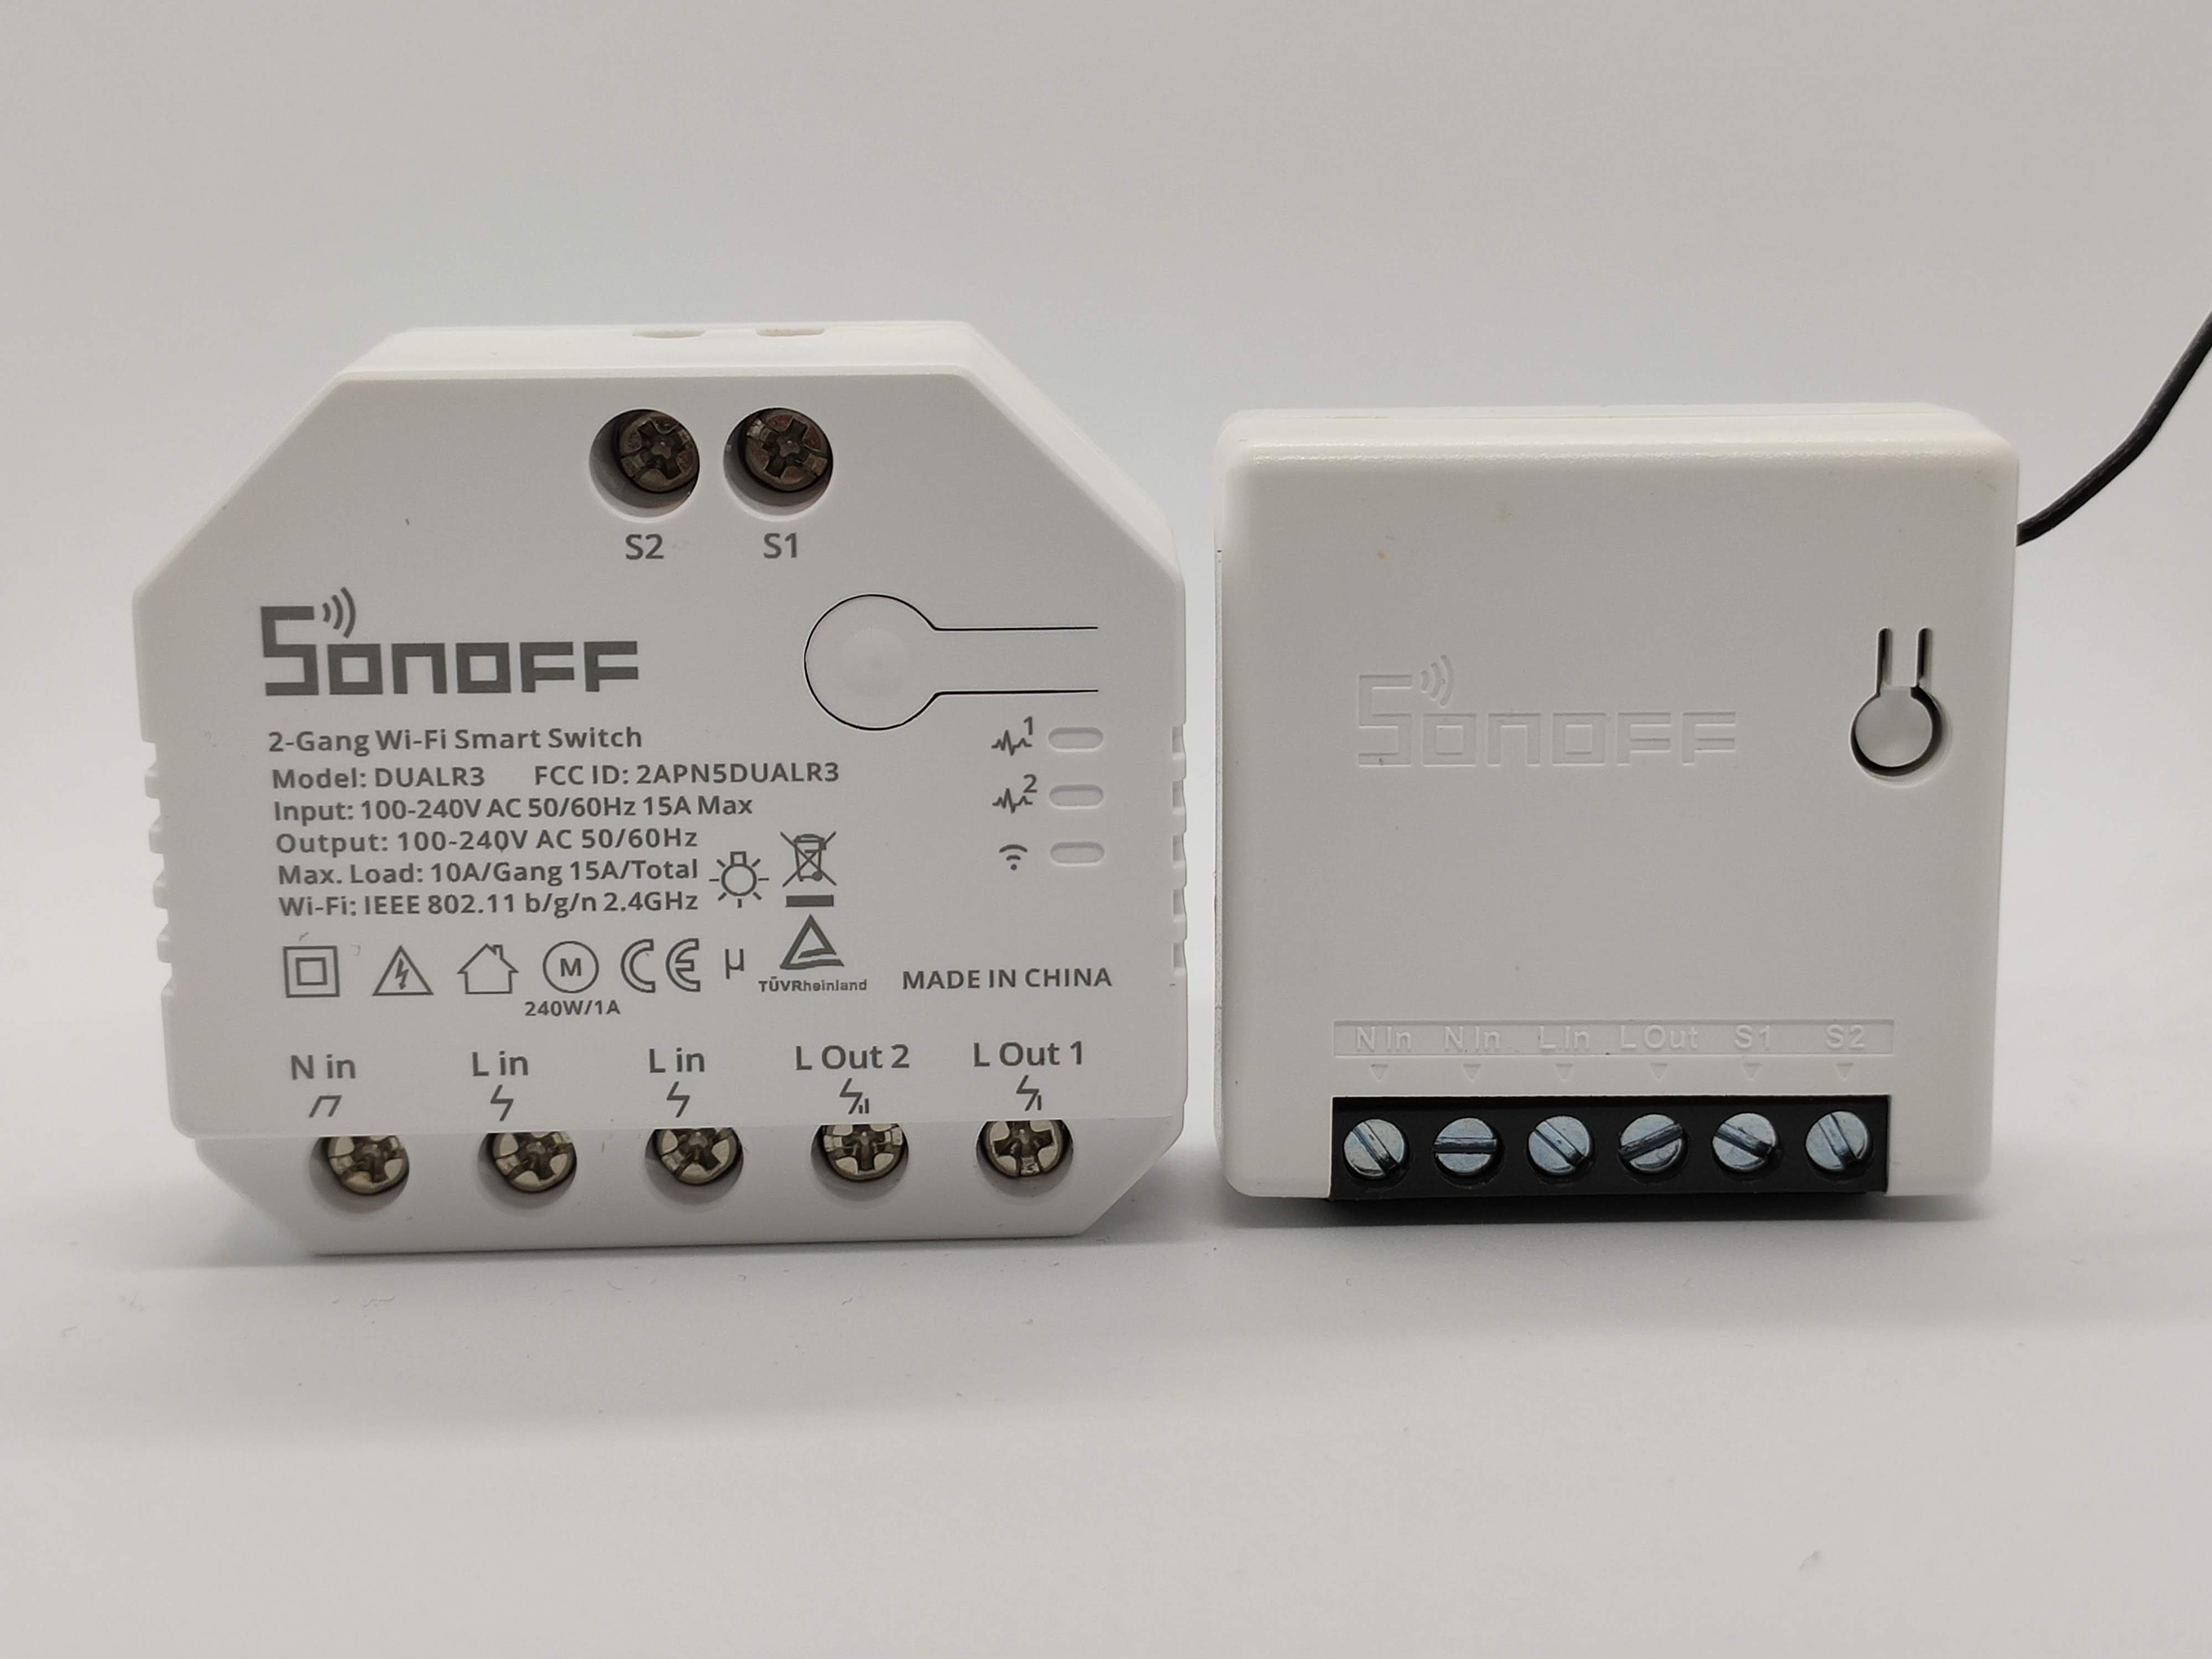 S2 S1
SONOFF
2-Gang Wi-Fi Smart Switch
Model: DUALR3 FCC ID: 2APN5DUALR3
Input: 100-240V AC 50/60Hz 15A Max
Output: 100-240V AC 50/60Hz
Max. Load: 10A/Gang 15A/Total
Wi-Fi: IEEE 802.11 b/g/n 2.4GHz
1
2
M
240W/1A
CE
μ
TÜVRheinland
MADE IN CHINA
N in L in L in L Out 2 L Out 1
SONOFF
N In N In L In L Out S1 S2